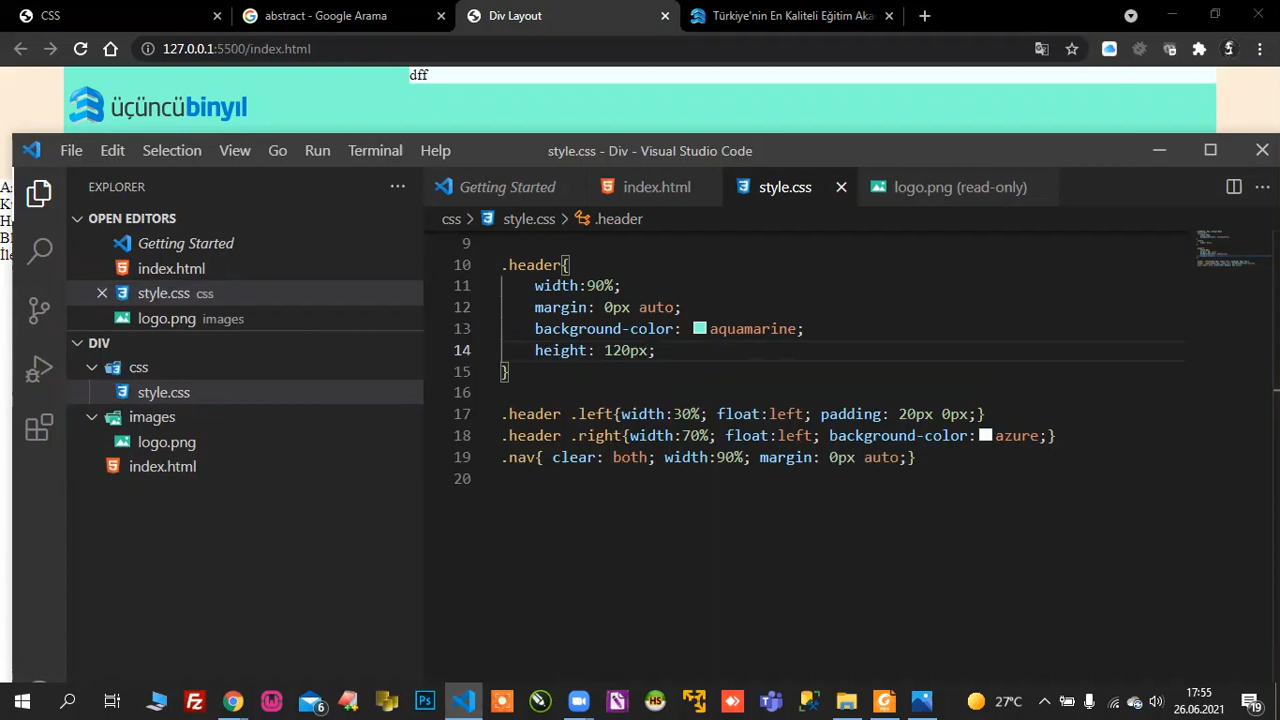 CSS
abstract - Google Arama
Div Layout
Türkiye'nin En Kaliteli Eğitim Aka
127.0.0.1:5500/index.html
dff
üçüncübinyıl
File Edit Selection View Go Run Terminal Help
style.css - Div - Visual Studio Code
EXPLORER
Getting Started
index.html
style.css
logo.png (read-only)
css > style.css > .header
OPEN EDITORS
Getting Started
index.html
style.css css
logo.png images
DIV
css
style.css
images
logo.png
index.html
9
10 .header{
11 width:90%;
12 margin: 0px auto;
13 background-color: aquamarine;
14 height: 120px;
15 }
16
17 .header .left{width:30%; float:left; padding: 20px 0px;}
18 .header .right{width:70%; float:left; background-color: azure;}
19 .nav{ clear: both; width:90%; margin: 0px auto;}
20
6
Ps
HS
27°C
17:55
26.06.2021
19